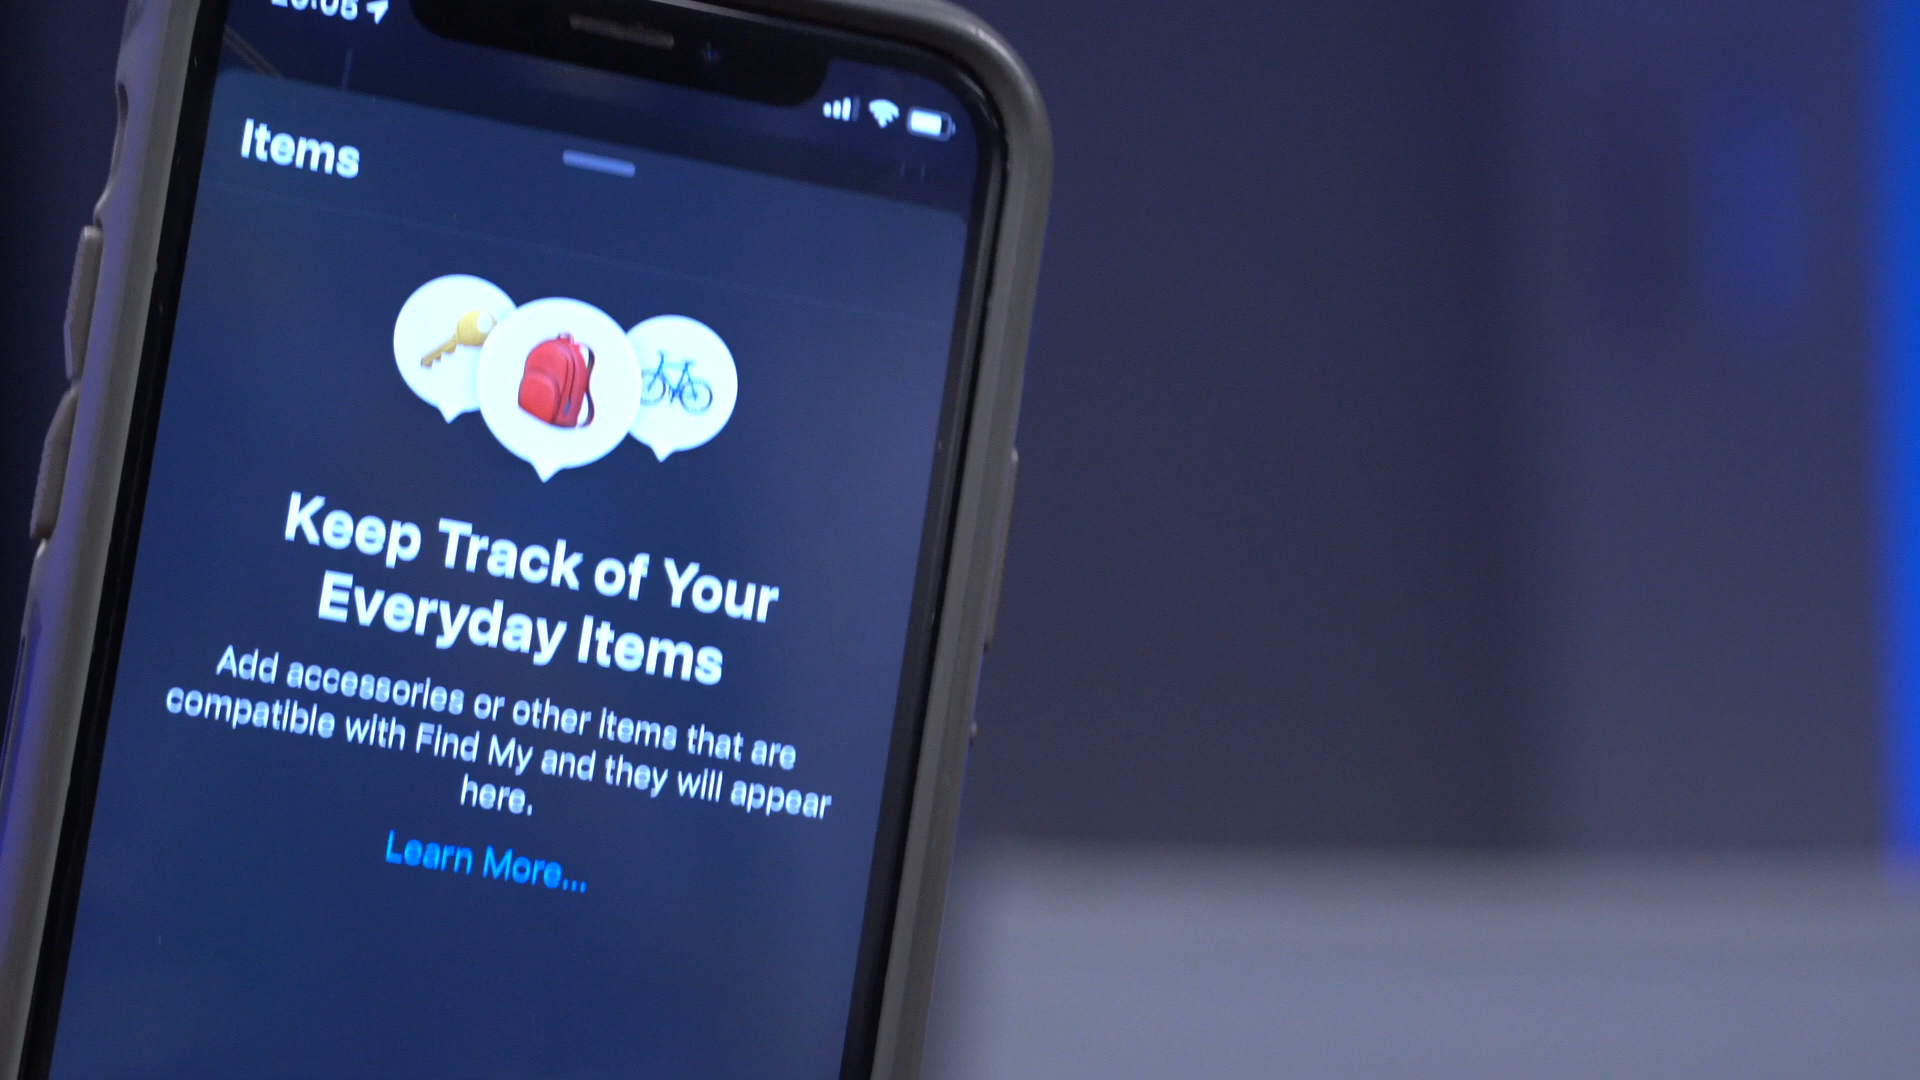 Items
Keep Track of Your
Everyday Items
Add accessories or other items that are
compatible with Find My and they will appear
here.
Learn More...